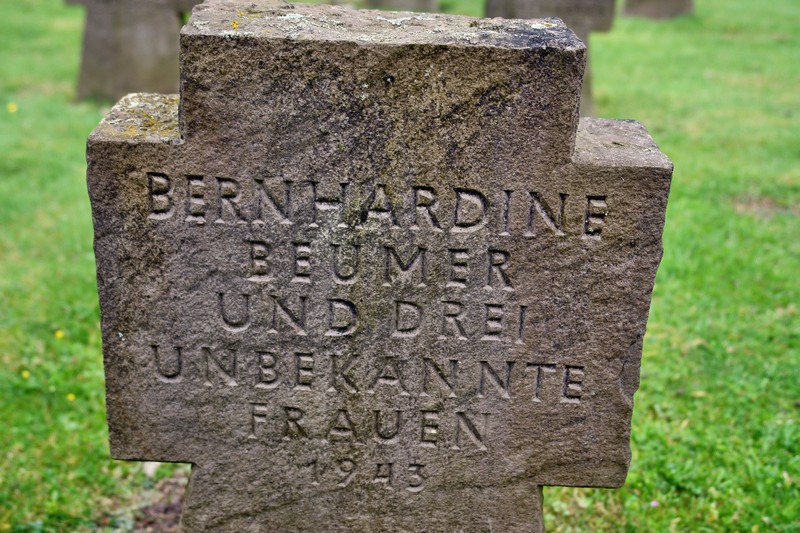 BERNHARDINE
BEUMER
UND DREI
UNBEKANNTE
FRAUEN
1943